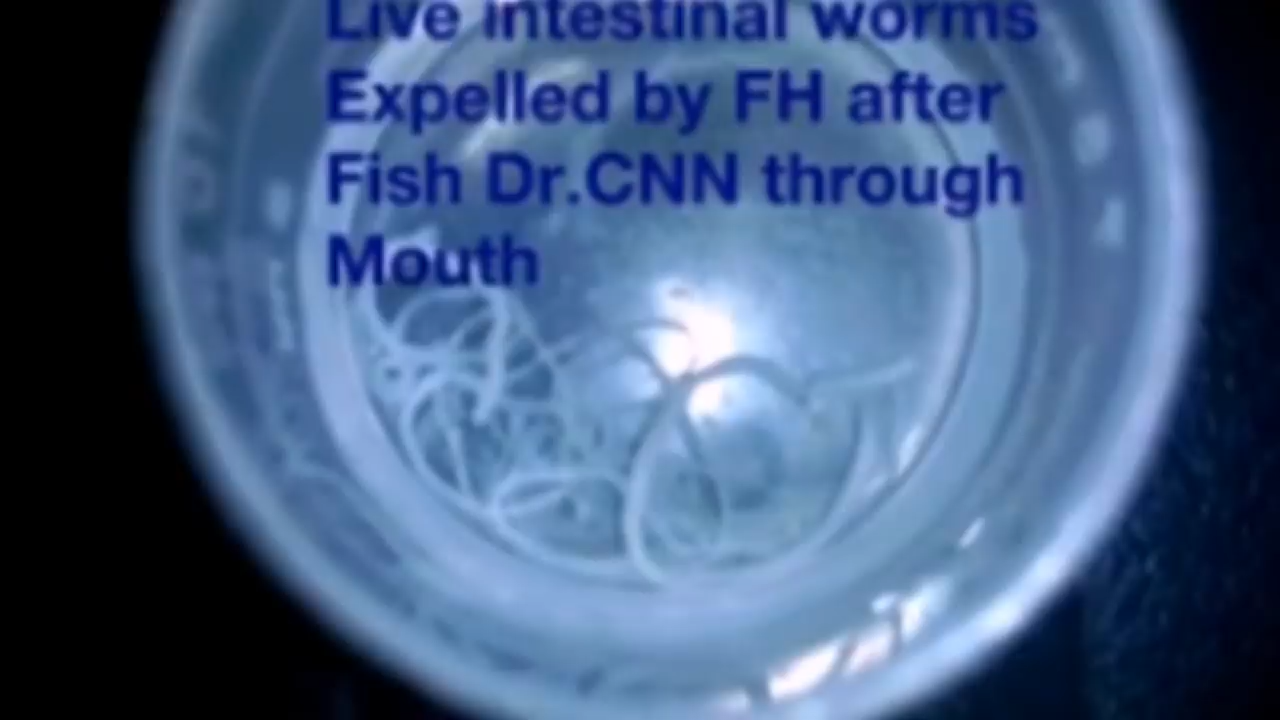 Live intestinal worms
Expelled by FH after
Fish Dr.CNN through
Mouth